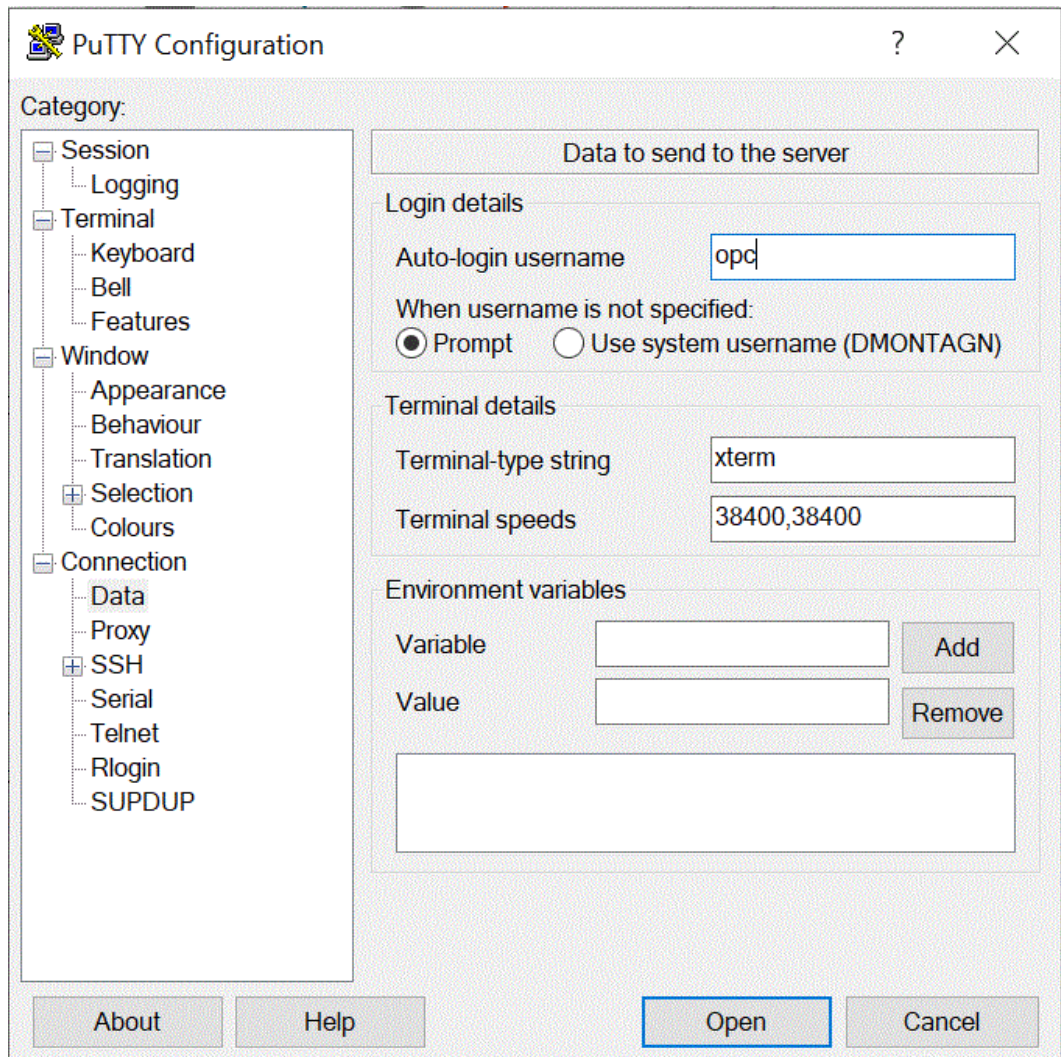 PuTTY Configuration
?
Category:
Session
Logging
Terminal
Keyboard
Bell
Features
Window
Appearance
Behaviour
Translation
Selection
Colours
Connection
Data
Proxy
SSH
Serial
Telnet
Rlogin
SUPDUP
Data to send to the server
Login details
Auto-login username opc
When username is not specified:
Prompt Use system username (DMONTAGN)
Terminal details
Terminal-type string xterm
Terminal speeds 38400,38400
Environment variables
Variable Add
Value Remove
About Help Open Cancel